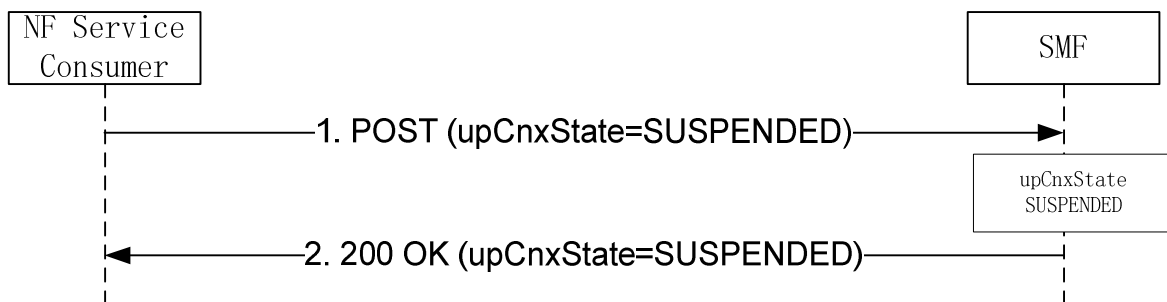 NF Service
Consumer
SMF
1. POST (upCnxState=SUSPENDED)
upCnxState
SUSPENDED
2. 200 OK (upCnxState=SUSPENDED)